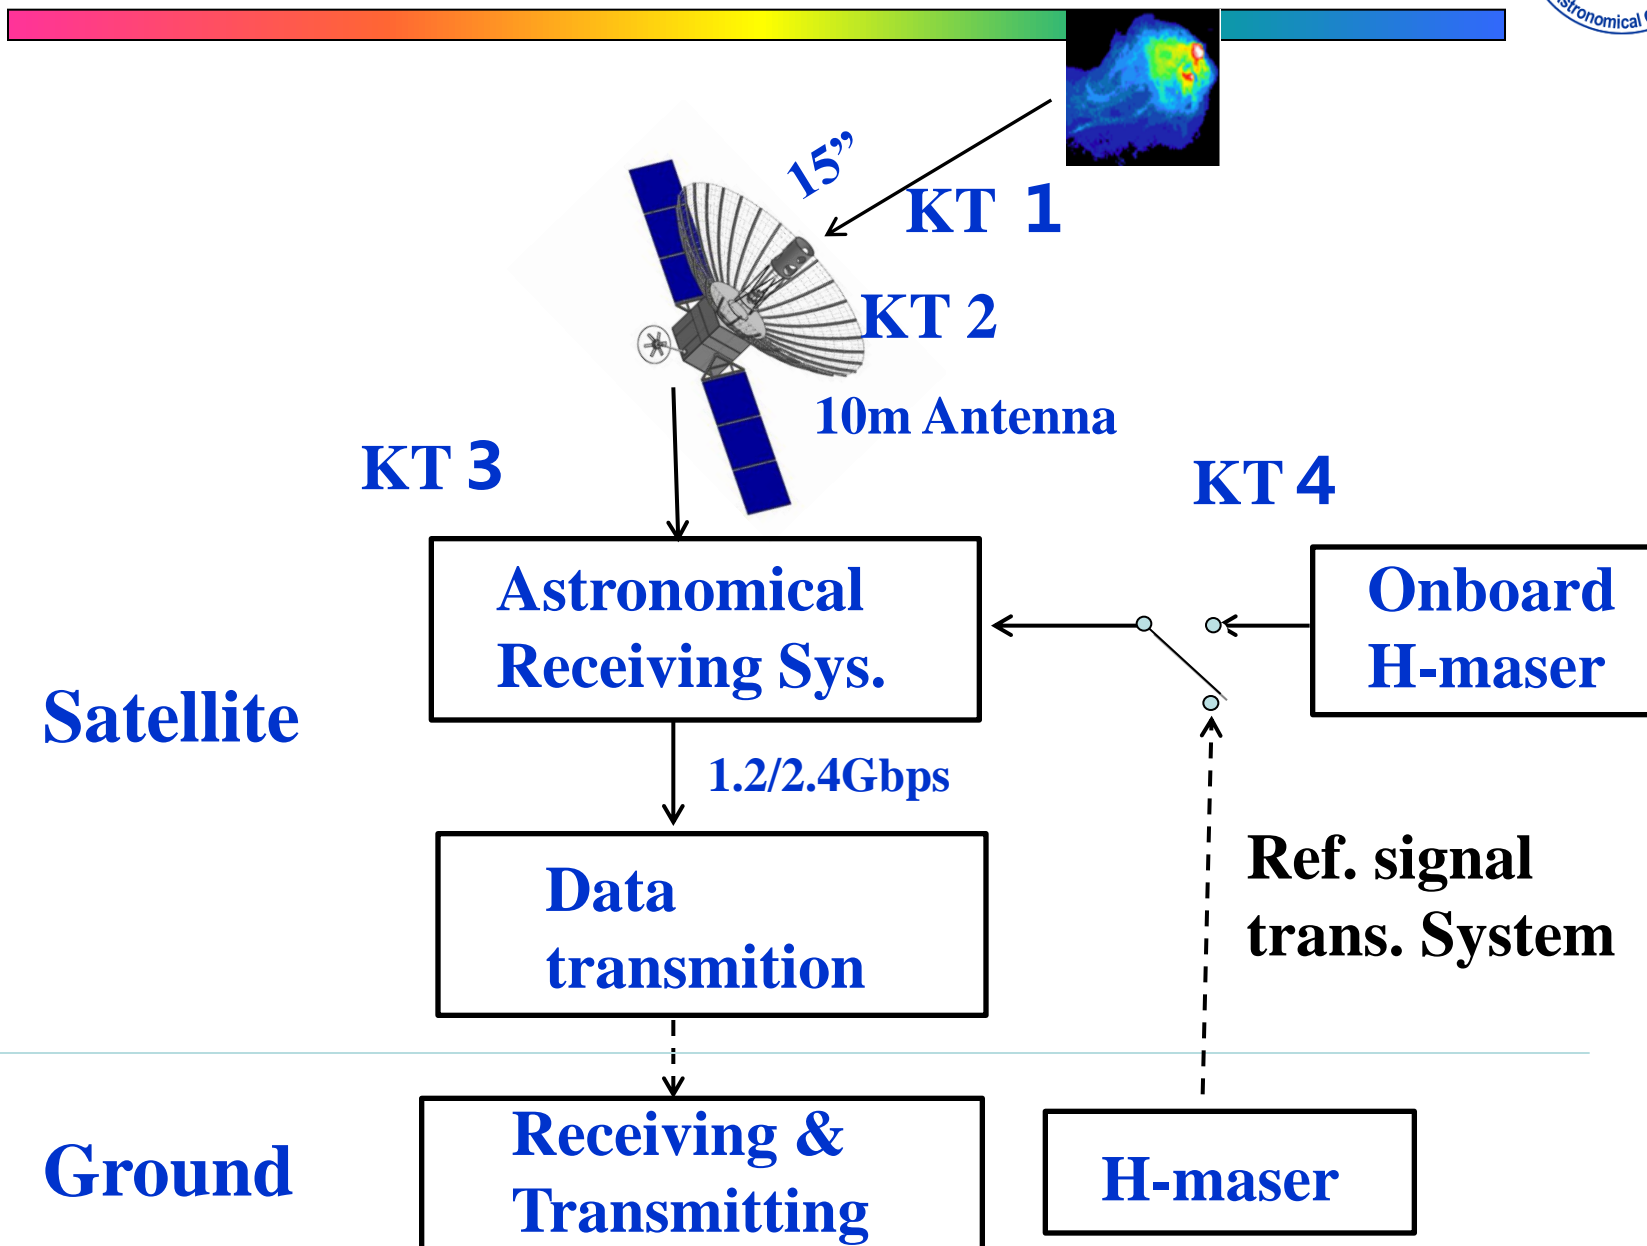 astronomical
15”
KT 1
KT 2
10m Antenna
KT 3
KT 4
Astronomical
Receiving Sys.
Onboard
H-maser
Satellite
1.2/2.4Gbps
Data
transmition
Ref. signal
trans. System
Ground
Receiving &
Transmitting
H-maser